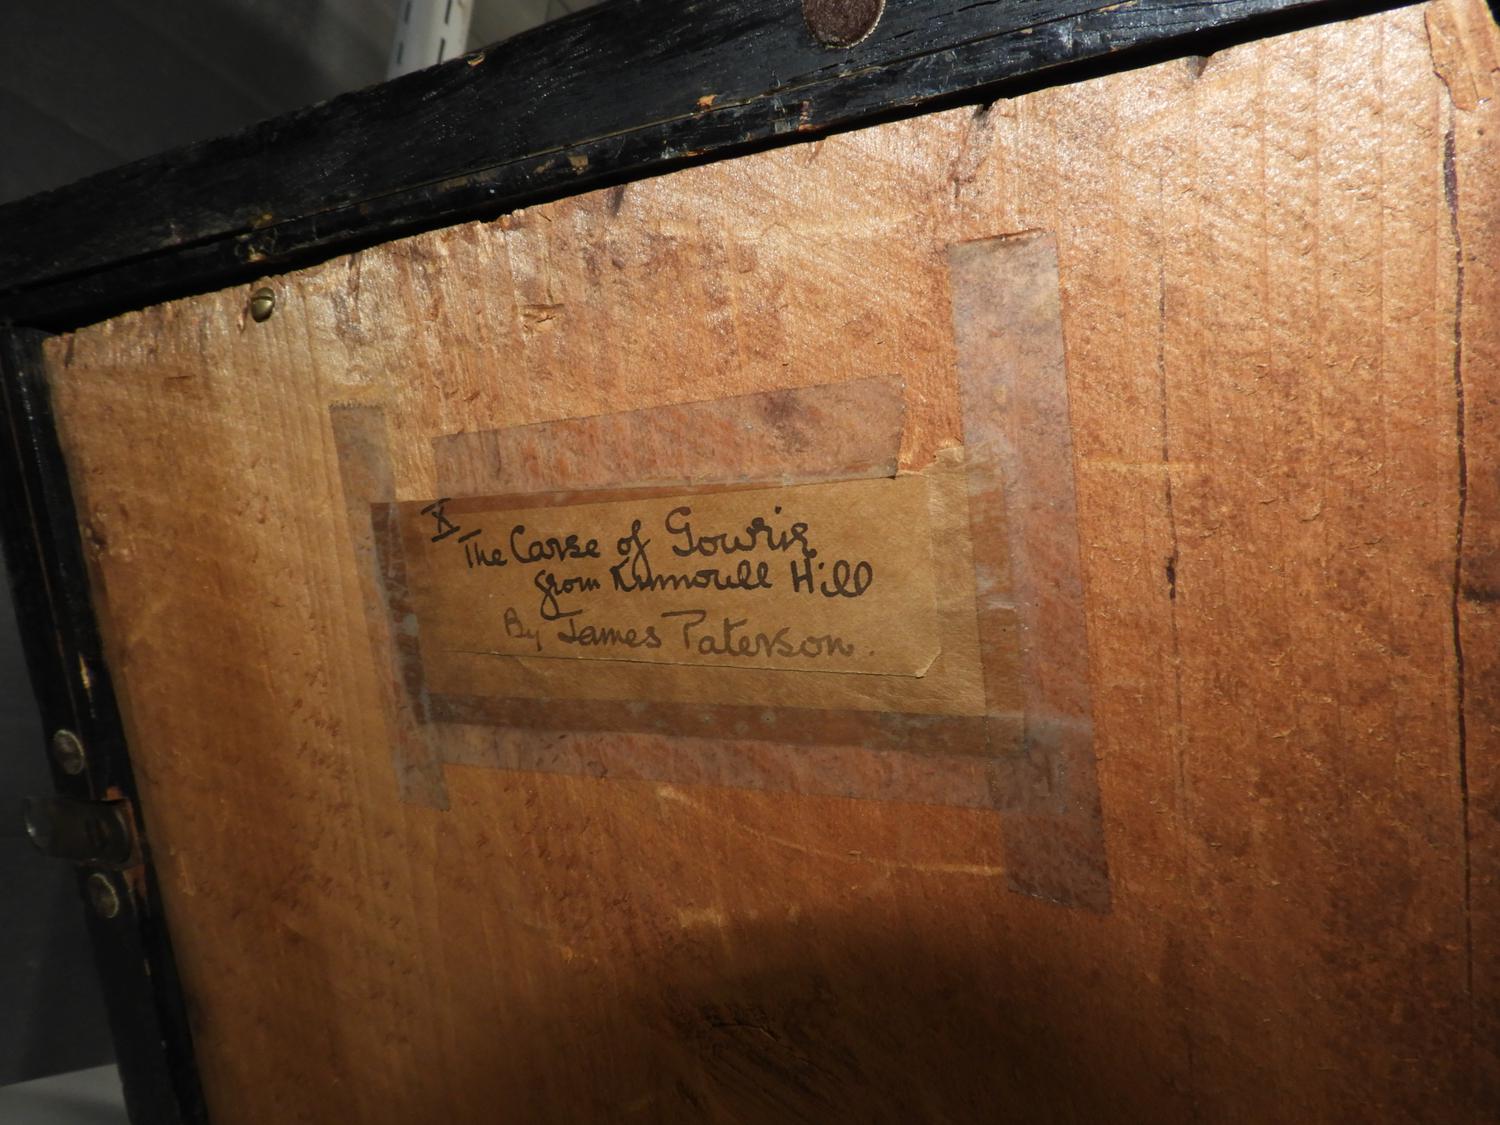 X
The Carse of Gowrie
from Kinnoull Hill
By James Paterson.